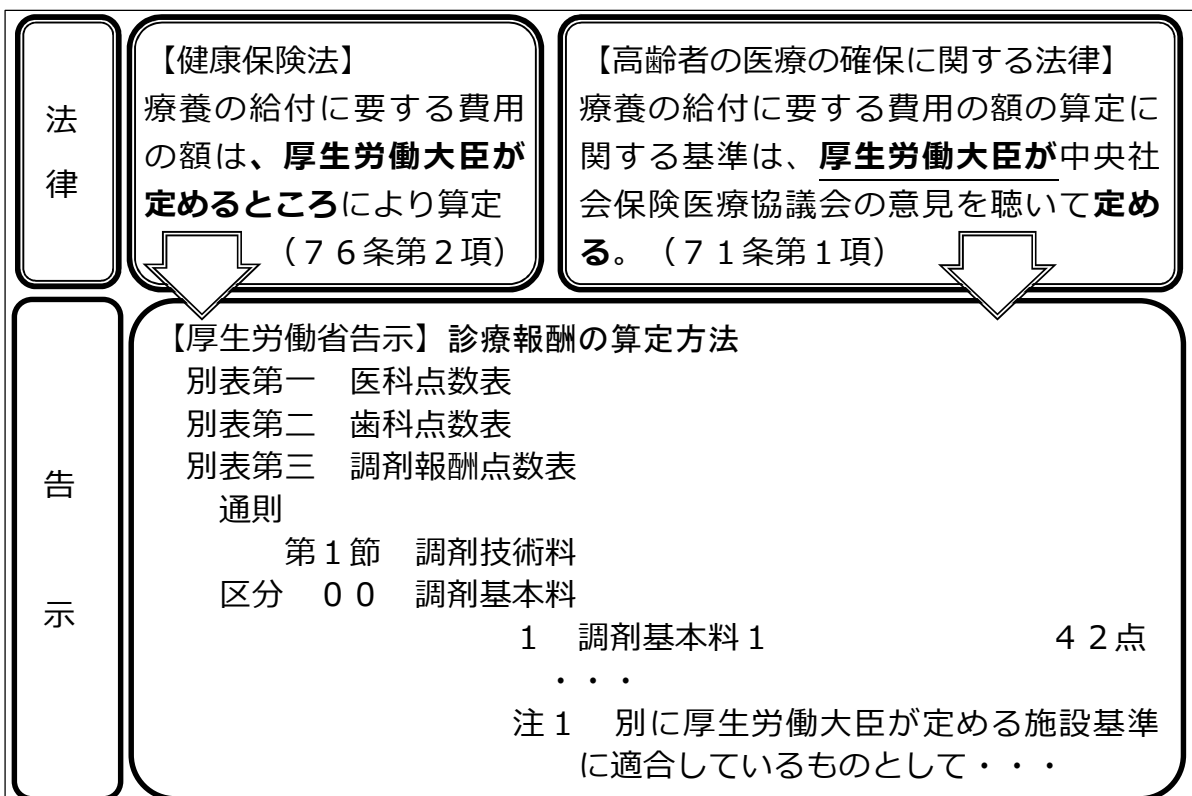 法
律
【健康保険法】
療養の給付に要する費用
の額は、厚生労働大臣が
定めるところにより算定
（７６条第２項）
【高齢者の医療の確保に関する法律】
療養の給付に要する費用の額の算定に
関する基準は、厚生労働大臣が中央社
会保険医療協議会の意見を聴いて定め
る。（７１条第１項）
告
示
【厚生労働省告示】診療報酬の算定方法
別表第一　医科点数表
別表第二　歯科点数表
別表第三　調剤報酬点数表
通則
第１節　調剤技術料
区分　００　調剤基本料
１　調剤基本料１　４２点
・・・
注１　別に厚生労働大臣が定める施設基準
に適合しているものとして・・・